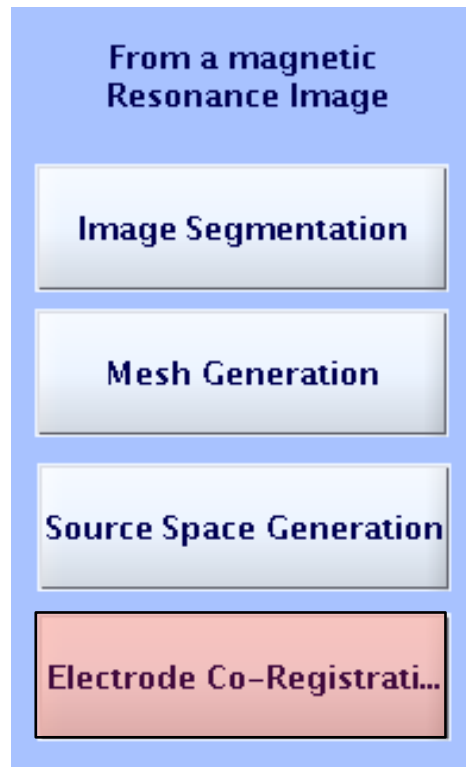 From a magnetic
Resonance Image
Image Segmentation
Mesh Generation
Source Space Generation
Electrode Co-Registrati...